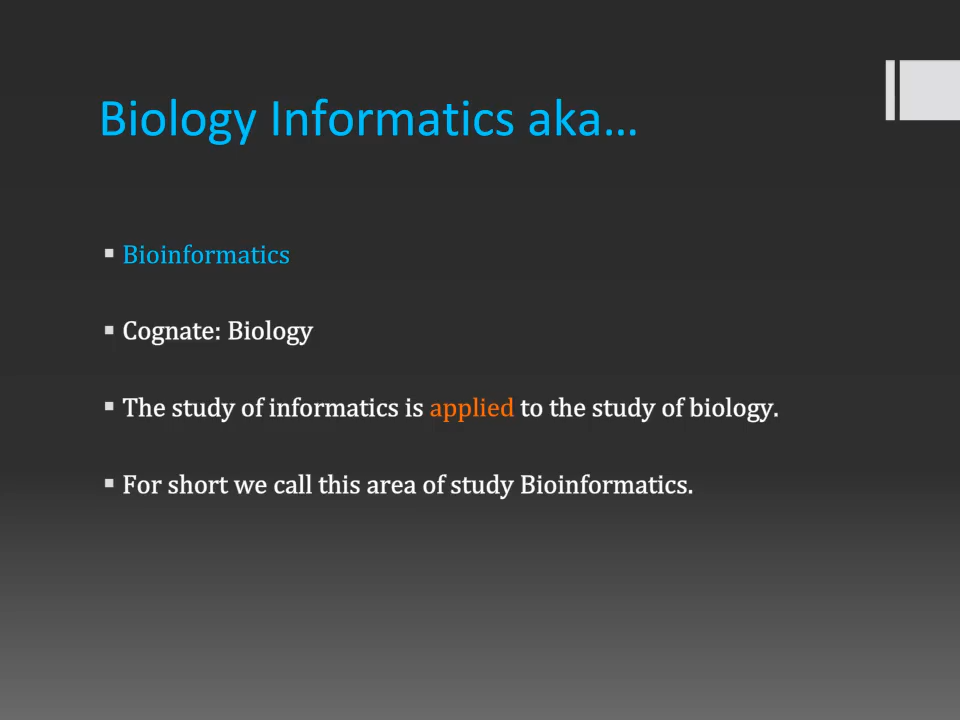 Biology Informatics aka…
▪ Bioinformatics
▪ Cognate: Biology
▪ The study of informatics is applied to the study of biology.
▪ For short we call this area of study Bioinformatics.